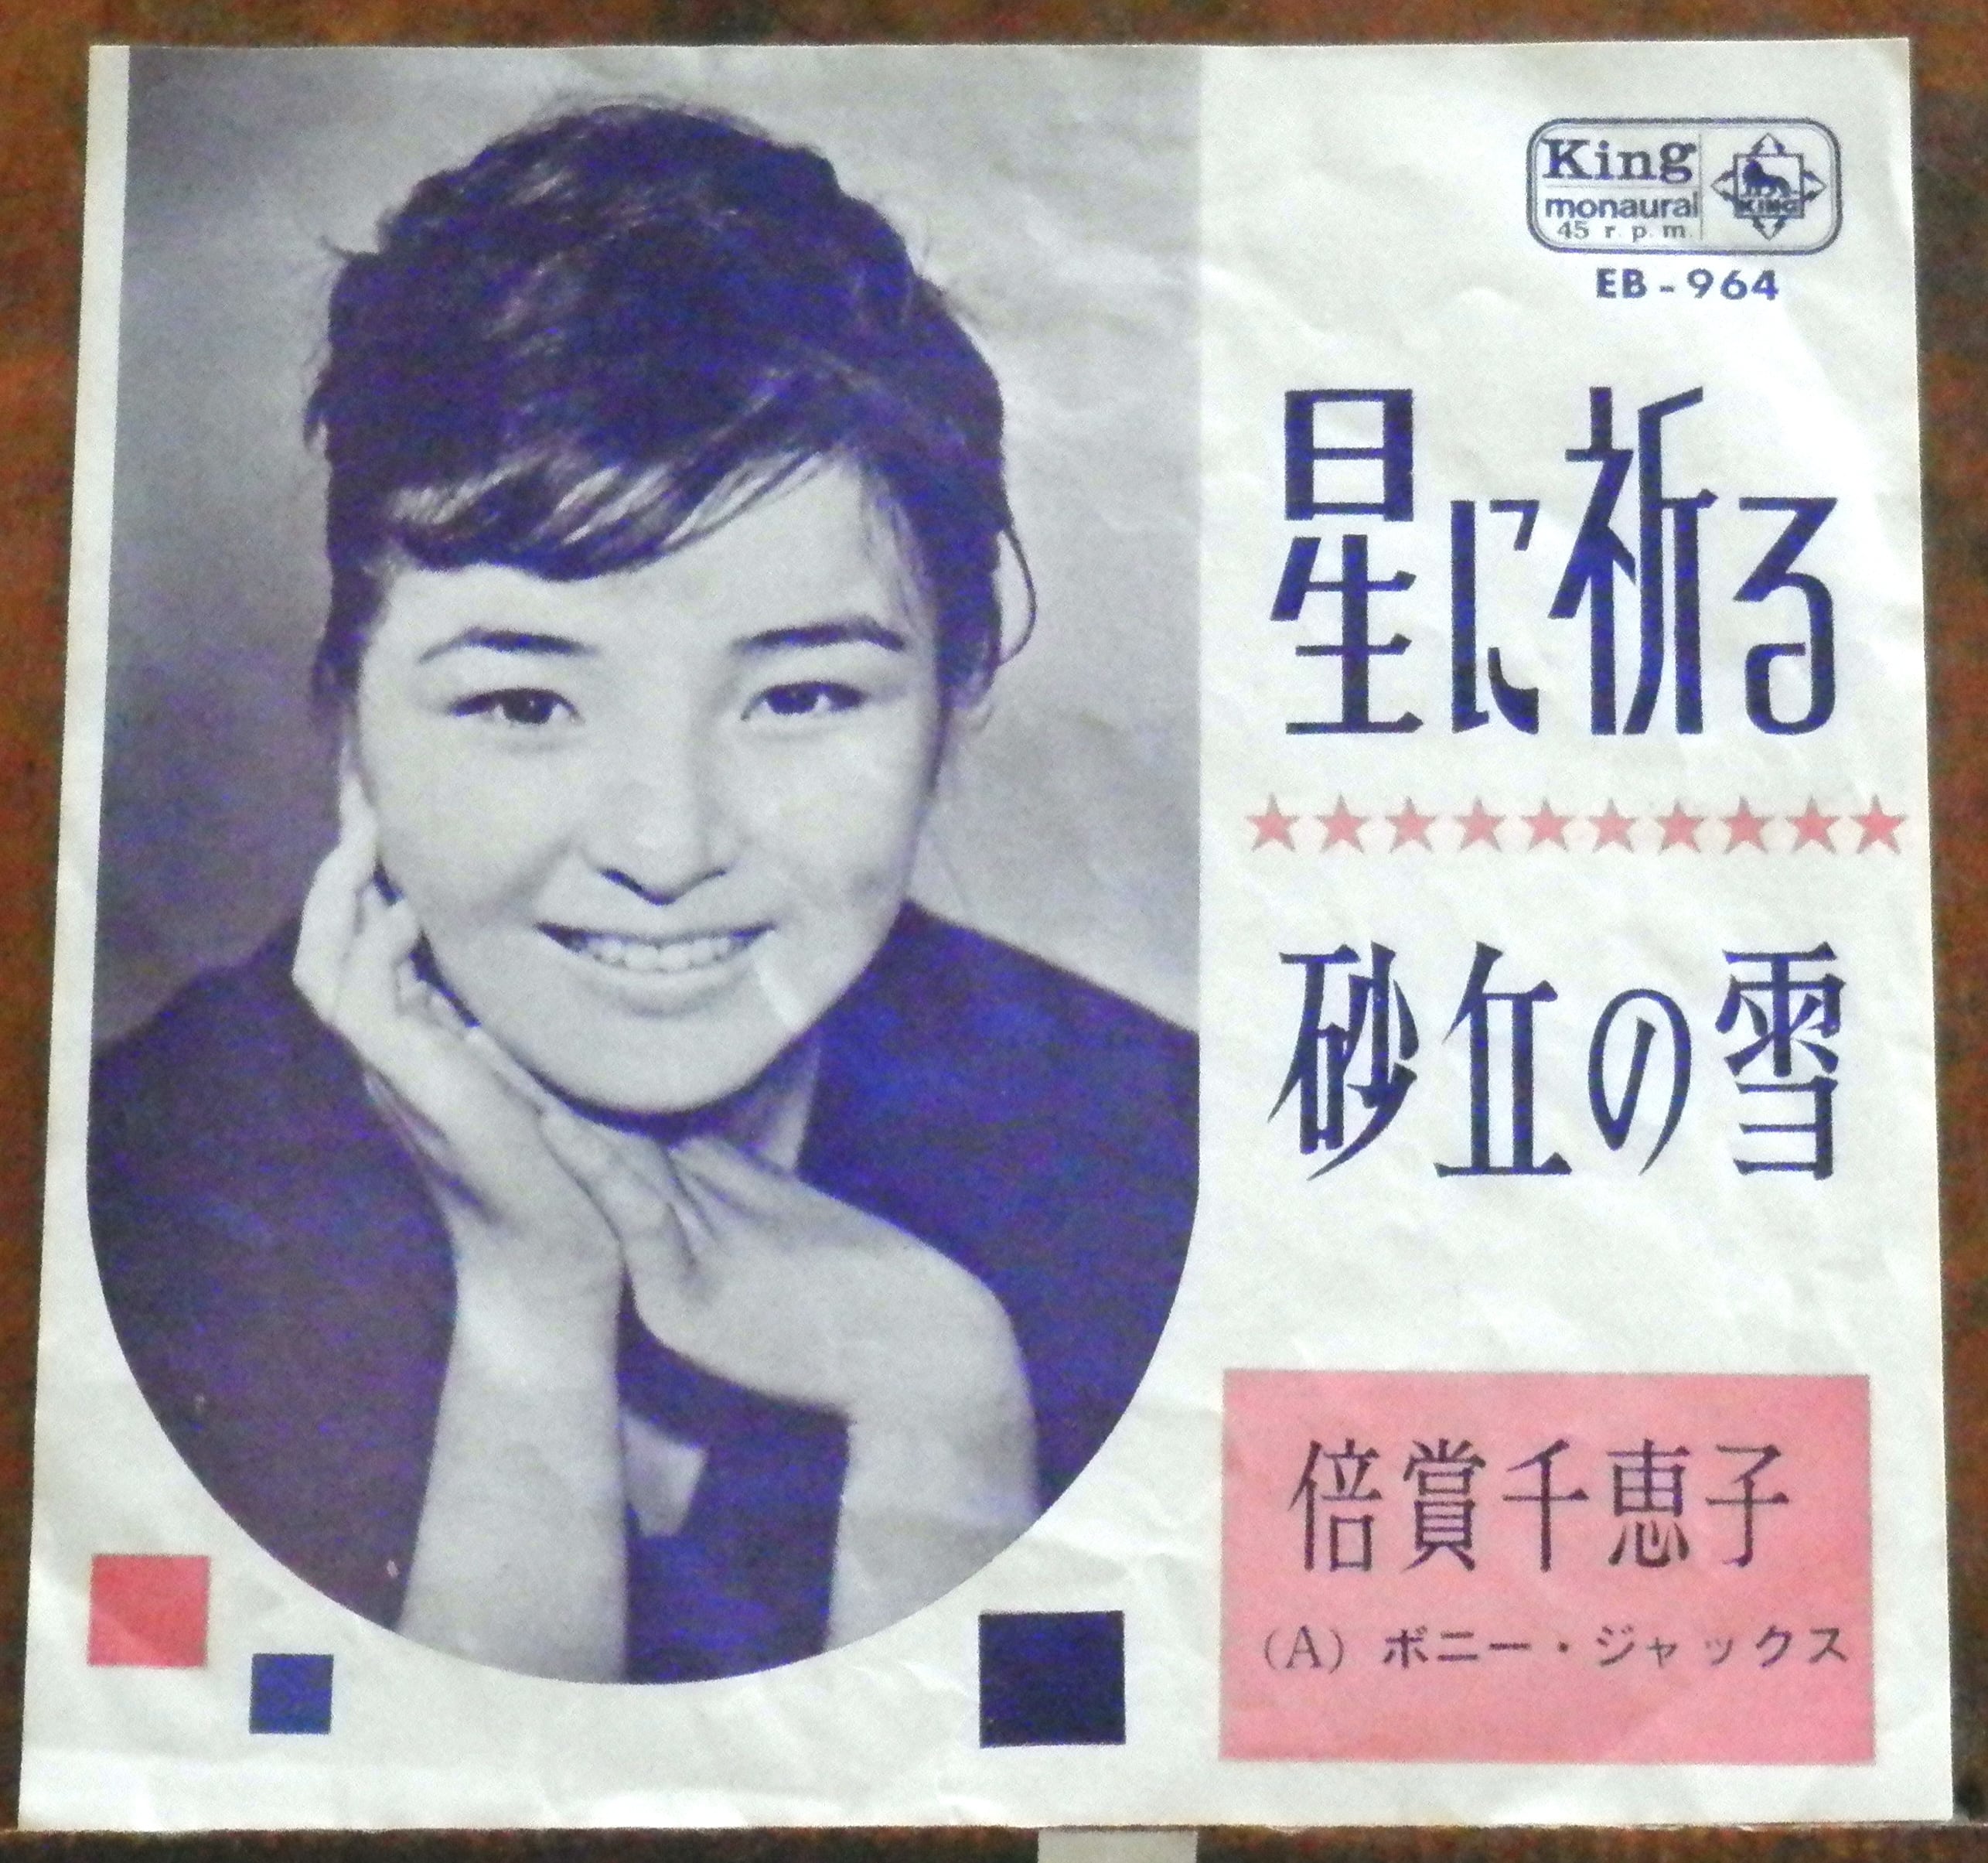 King
monaural
45 r.p.m.
KING
EB-964
星に祈る
★★★★★★★★★★
砂丘の雪
倍賞千恵子
(A) ボニー・ジャックス